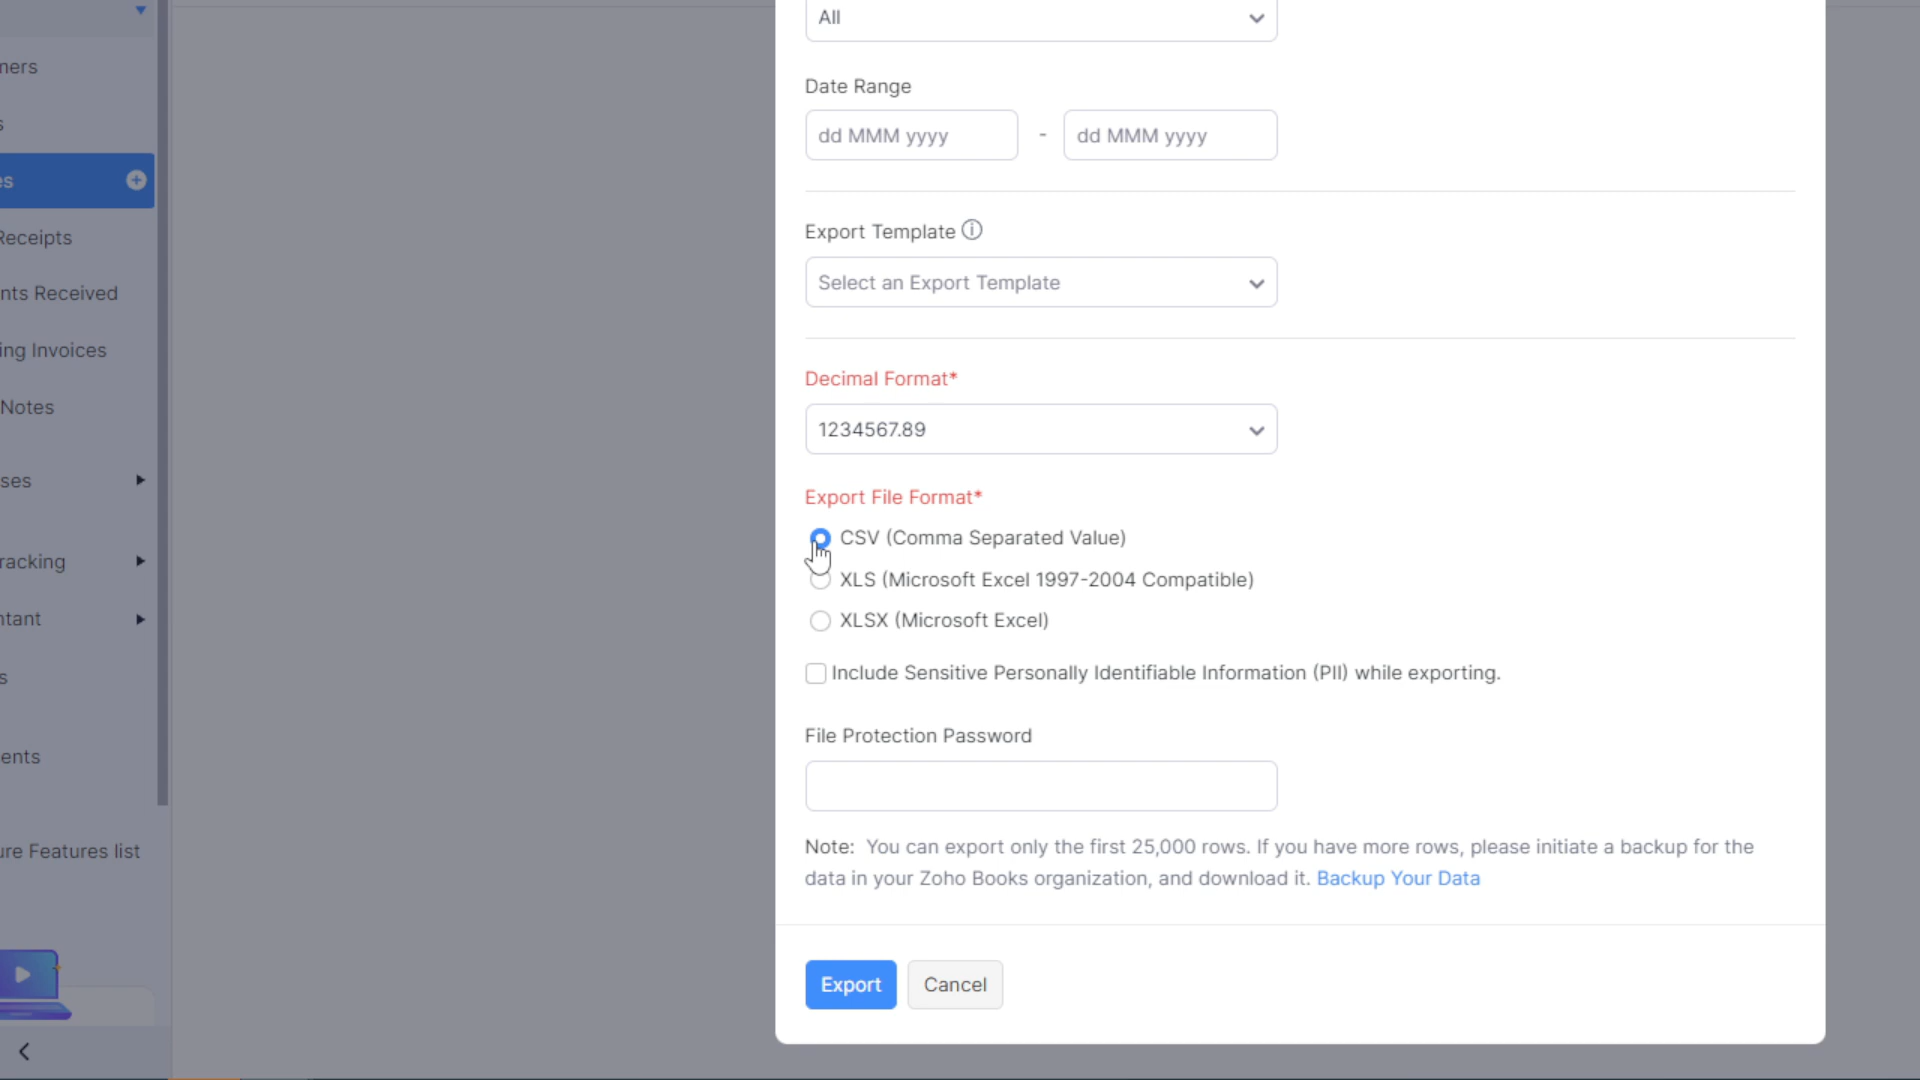 All
Date Range
dd MMM yyyy - dd MMM yyyy
Export Template
Select an Export Template
Decimal Format*
1234567.89
Export File Format*
CSV (Comma Separated Value)
XLS (Microsoft Excel 1997-2004 Compatible)
XLSX (Microsoft Excel)
Include Sensitive Personally Identifiable Information (PII) while exporting.
File Protection Password
Note: You can export only the first 25,000 rows. If you have more rows, please initiate a backup for the
data in your Zoho Books organization, and download it. Backup Your Data
Export Cancel
ners
s
es
Receipts
nts Received
ing Invoices
Notes
ses
racking
ntant
s
ents
ure Features list